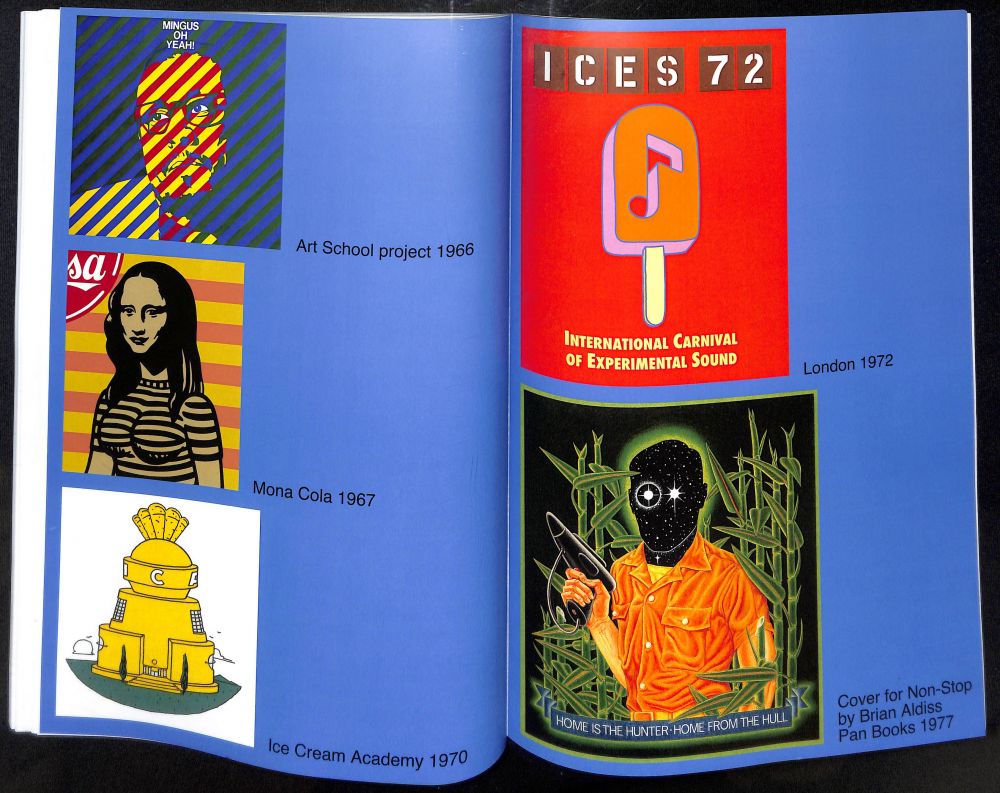 MINGUS
OH
YEAH!
Art School project 1966
sa
Mona Cola 1967
ICE
Ice Cream Academy 1970
ICES 72
INTERNATIONAL CARNIVAL
OF EXPERIMENTAL SOUND
London 1972
HOME IS THE HUNTER·HOME FROM THE HULL
Cover for Non-Stop
by Brian Aldiss
Pan Books 1977